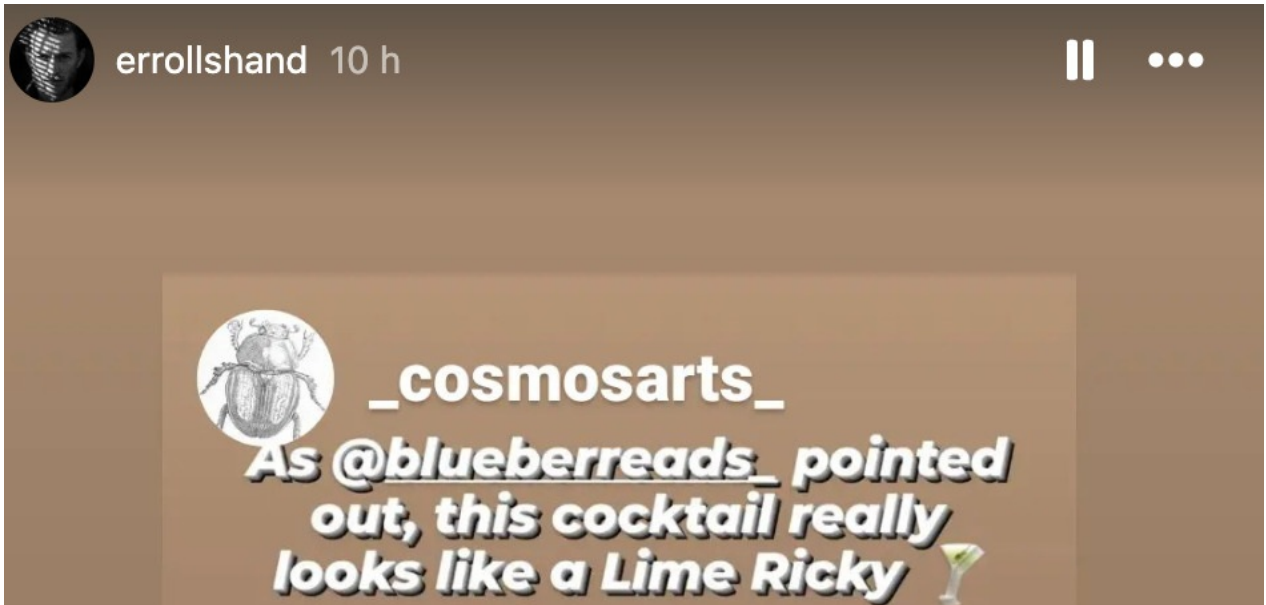 errollshand 10 h
_cosmosarts_
As @blueberreads_ pointed
out, this cocktail really
looks like a Lime Ricky